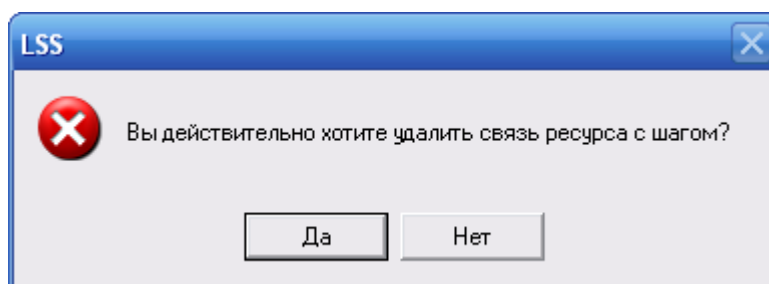 LSS
Вы действительно хотите удалить связь ресурса с шагом?
Да Нет